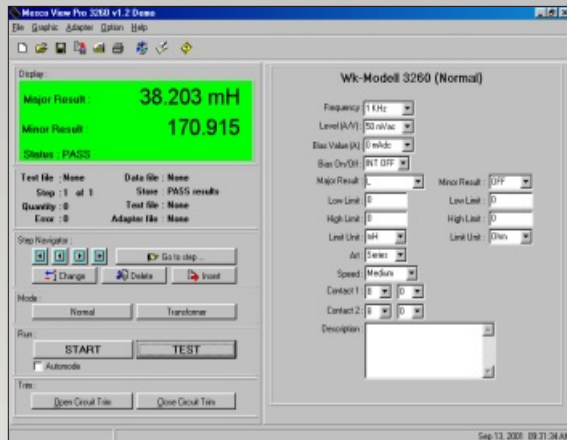 Mesco View Pro 3260 v1.2 Demo
File Graphic Adapter Option Help
Display:
Major Result : 38.203 mH
Minor Result : 170.915
Status : PASS
Test file : None Data file : None
Step : 1 of 1 Store : PASS results
Quantity : 0 Text file : None
Error : 0 Adapter file : None
Step Navigator :
Go to step ...
Change Delete Insert
Mode:
Normal Transformer
Run:
START TEST
Automode
Trim:
Open Circuit Trim Close Circuit Trim
Wk-Modell 3260 (Normal)
Frequency : 1 KHz
Level (A/V) : 50 mVac
Bias Value (A) : 0 mAdc
Bias On/Off : INT OFF
Major Result : L Minor Result : OFF
Low Limit : 0 Low Limit : 0
High Limit : 0 High Limit : 0
Limit Unit : mH Limit Unit : Ohm
Art : Series
Speed : Medium
Contact 1 : 0
Contact 2 : 0
Description :
Sep 13, 2001 09:31:34 AM